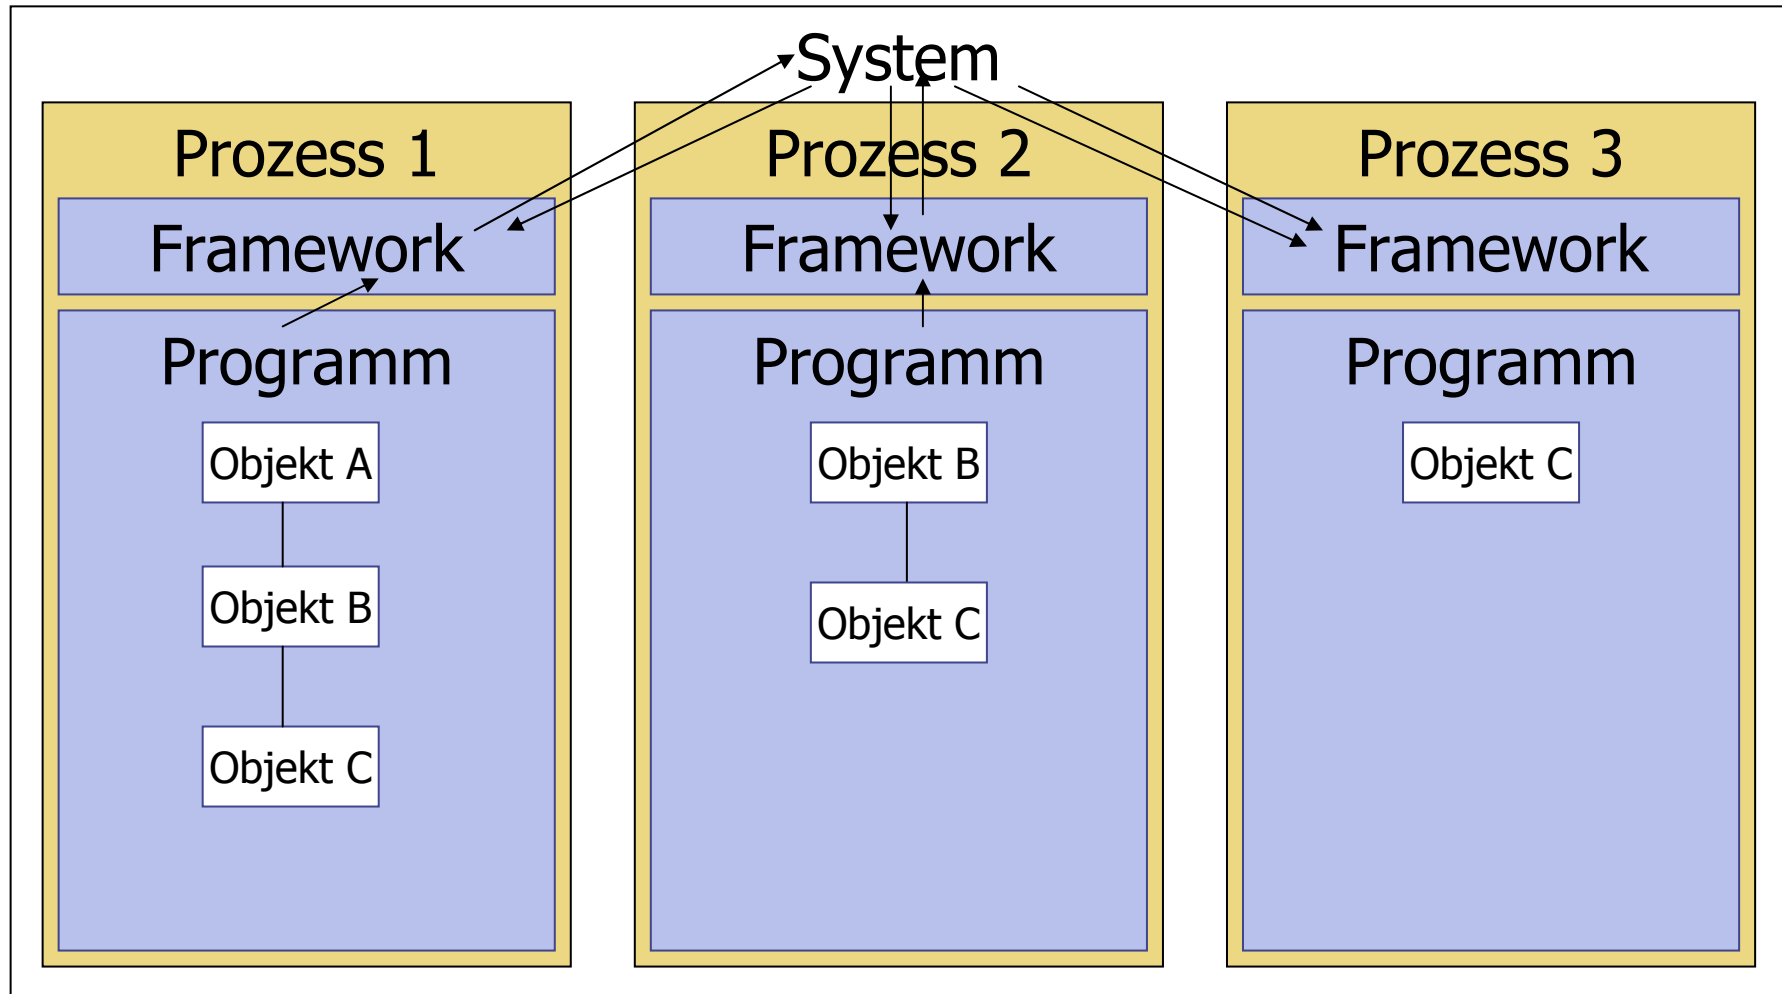 System
Prozess 1
Framework
Programm
Objekt A
Objekt B
Objekt C
Prozess 2
Framework
Programm
Objekt B
Objekt C
Prozess 3
Framework
Programm
Objekt C